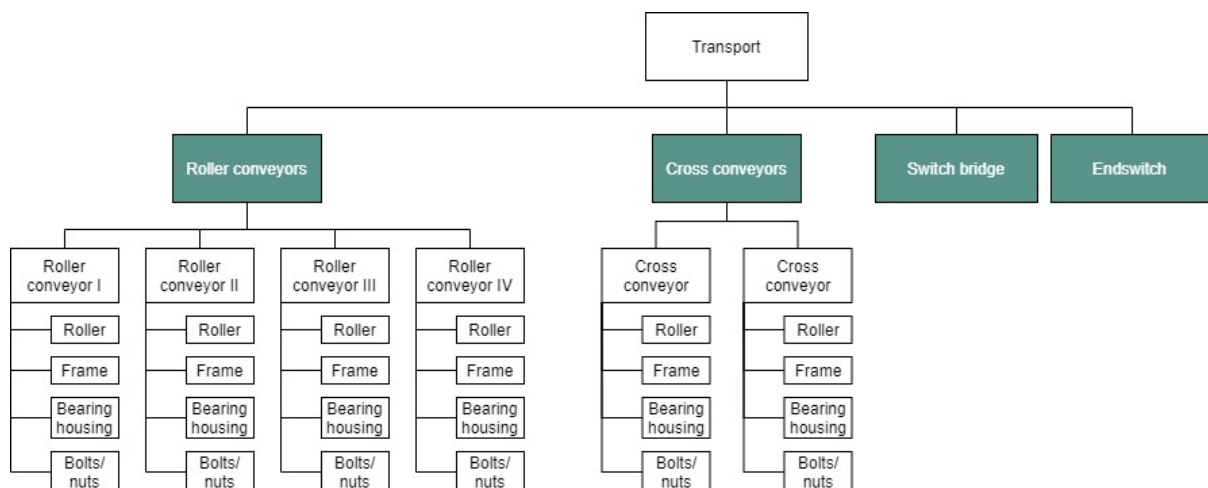 Transport
Roller conveyors
Cross conveyors
Switch bridge
Endswitch
Roller
conveyor I
Roller
conveyor II
Roller
conveyor III
Roller
conveyor IV
Cross
conveyor
Cross
conveyor
Roller
Roller
Roller
Roller
Roller
Roller
Frame
Frame
Frame
Frame
Frame
Frame
Bearing
housing
Bearing
housing
Bearing
housing
Bearing
housing
Bearing
housing
Bearing
housing
Bolts/
nuts
Bolts/
nuts
Bolts/
nuts
Bolts/
nuts
Bolts/
nuts
Bolts/
nuts